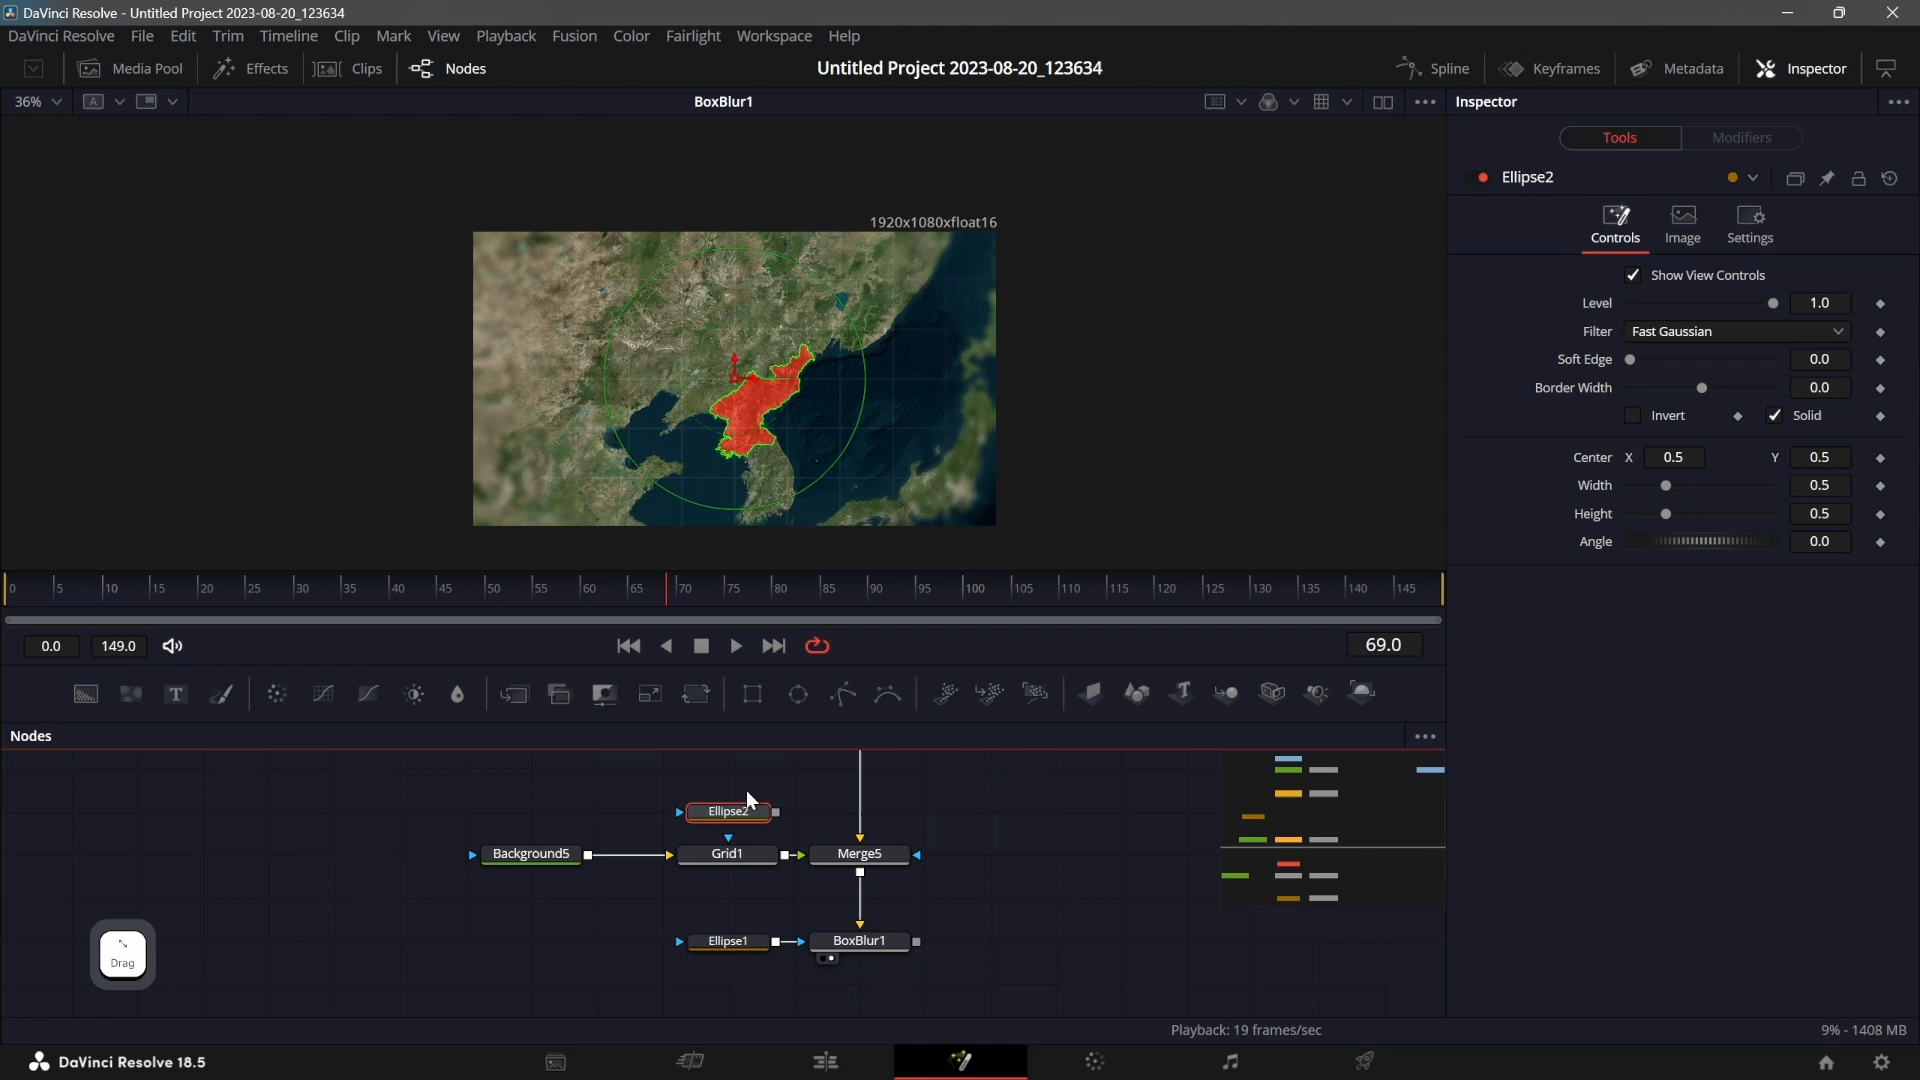 DaVinci Resolve - Untitled Project 2023-08-20_123634
DaVinci Resolve File Edit Trim Timeline Clip Mark View Playback Fusion Color Fairlight Workspace Help
Media Pool Effects Clips Nodes Untitled Project 2023-08-20_123634 Spline Keyframes Metadata Inspector
36% A BoxBlur1 Inspector
Tools Modifiers
Ellipse2
1920x1080xfloat16
Controls Image Settings
Show View Controls
Level 1.0
Filter Fast Gaussian
Soft Edge 0.0
Border Width 0.0
Invert Solid
Center X 0.5 Y 0.5
Width 0.5
Height 0.5
Angle 0.0
0 5 10 15 20 25 30 35 40 45 50 55 60 65 70 75 80 85 90 95 100 105 110 115 120 125 130 135 140 145
0.0 149.0 69.0
T T
Nodes
Ellipse2
Background5 Grid1 Merge5
Ellipse1 BoxBlur1
Drag
Playback: 19 frames/sec 9% - 1408 MB
DaVinci Resolve 18.5